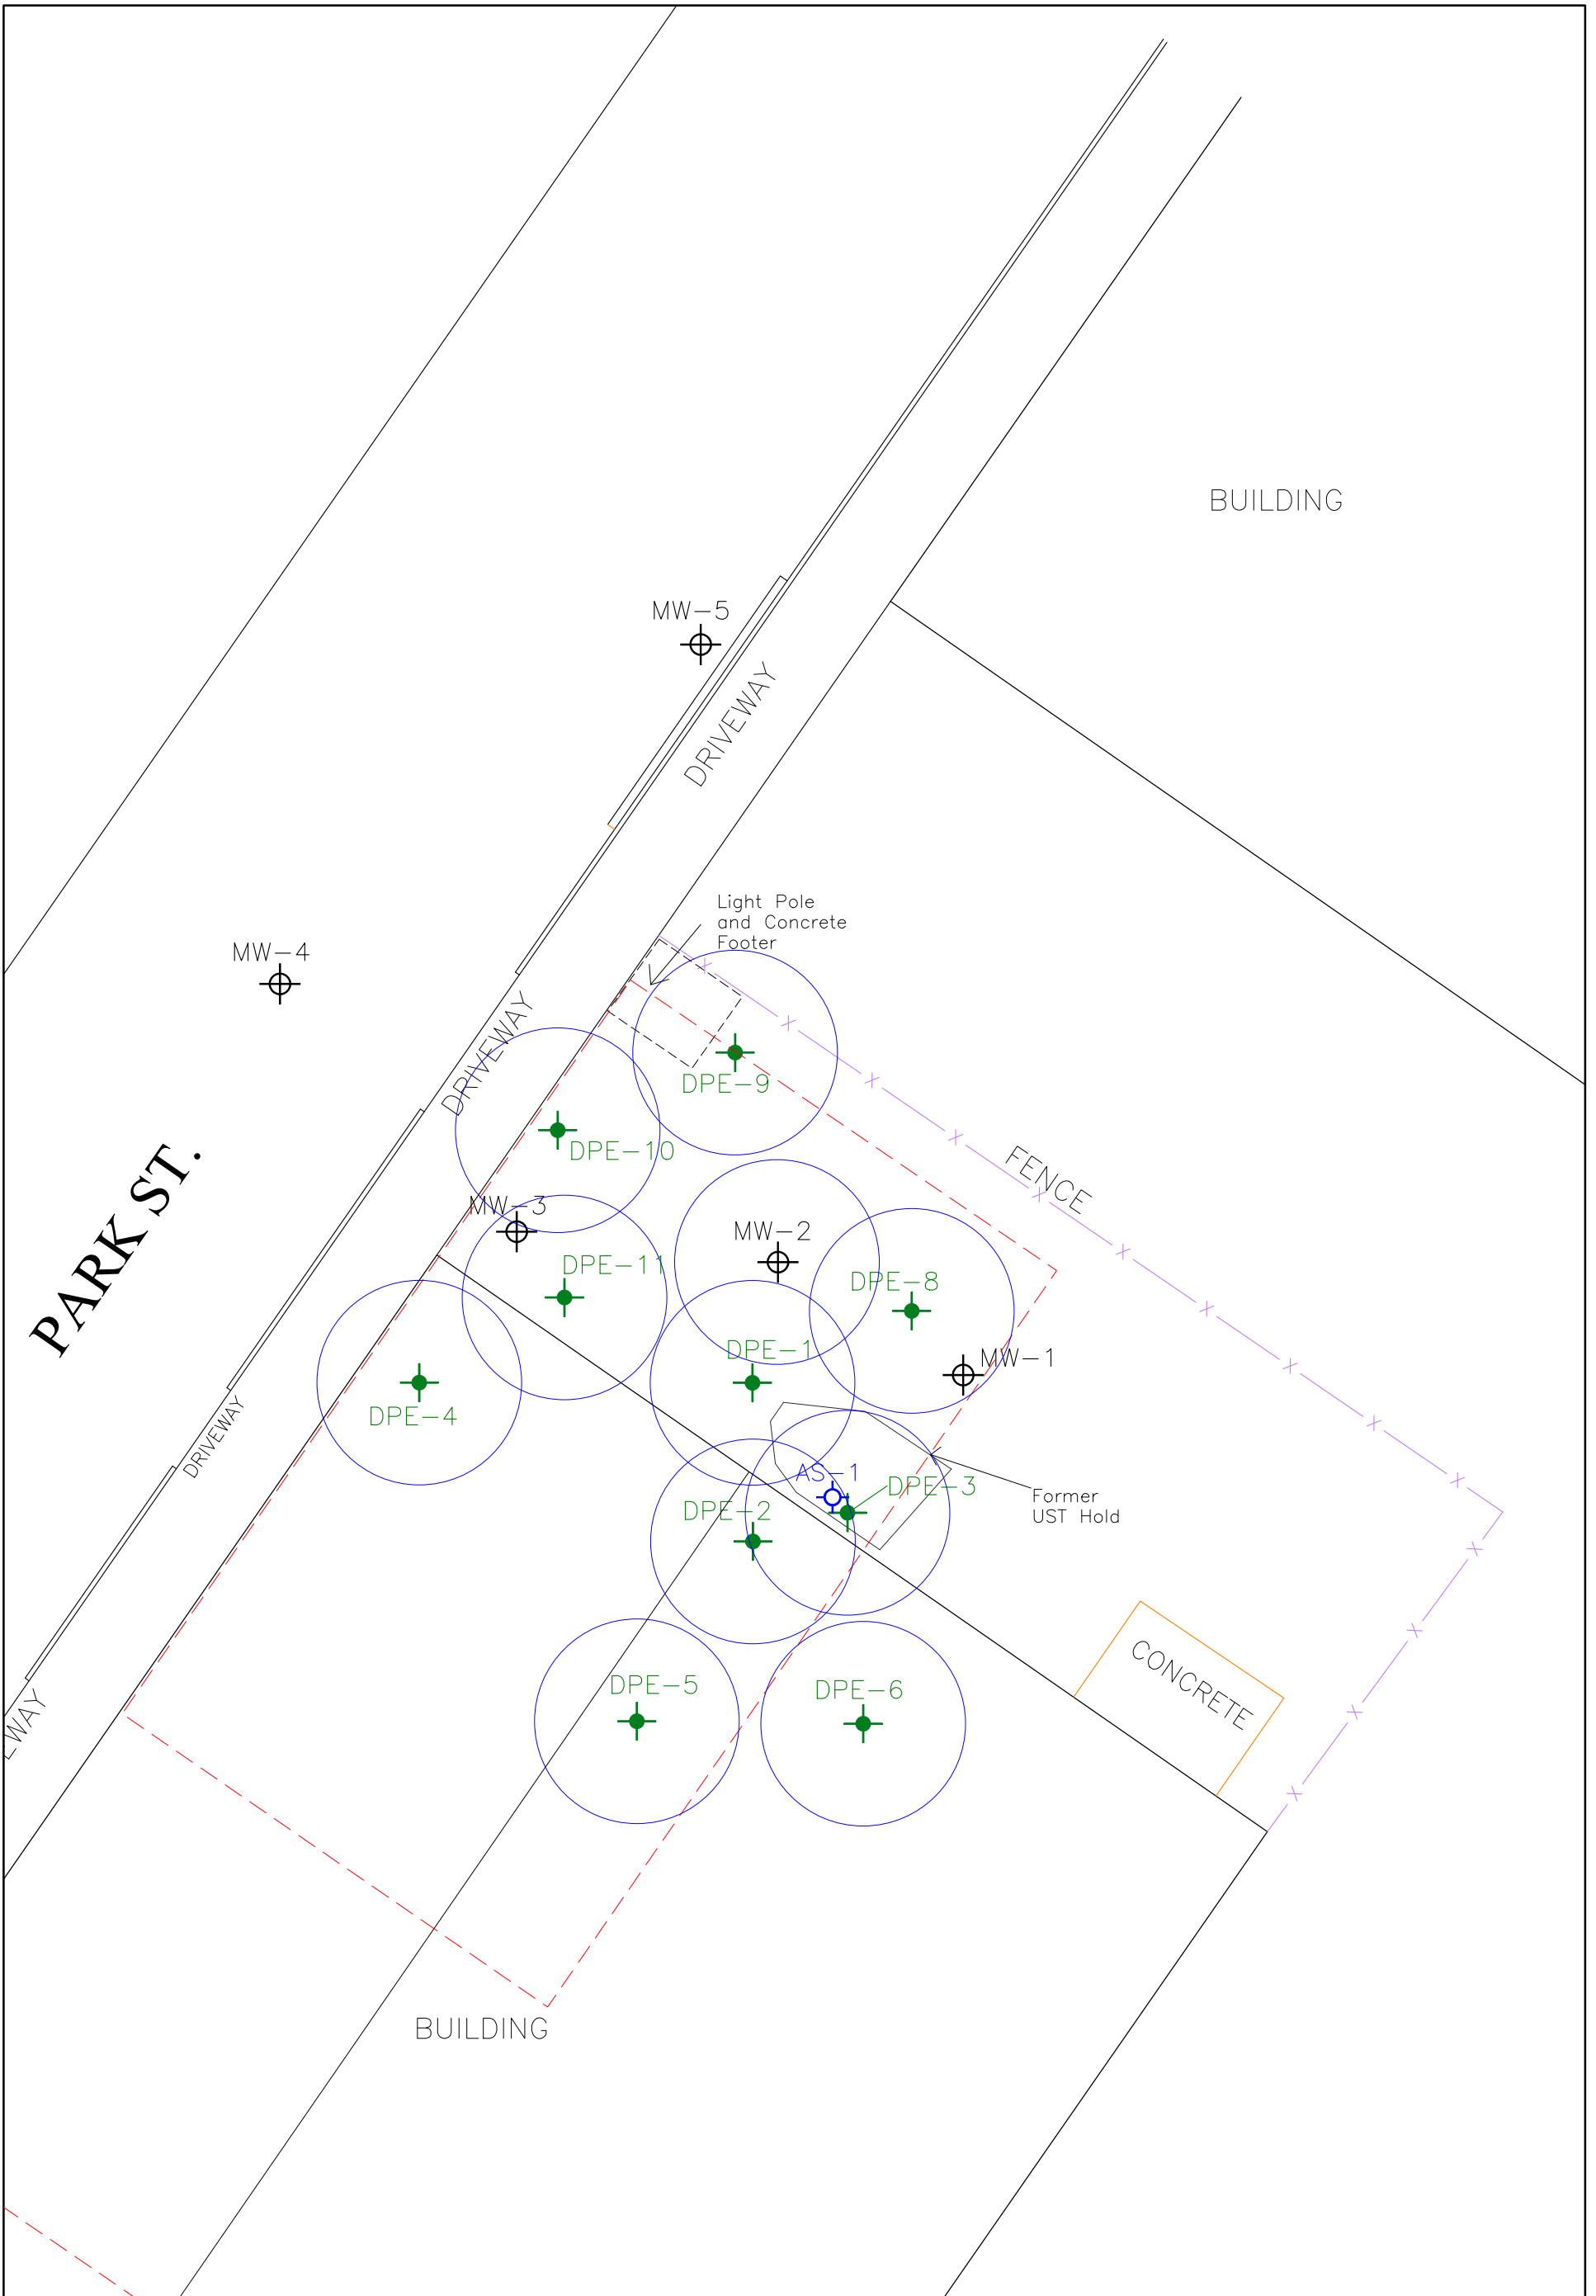 BUILDING
MW-5
DRIVEWAY
Light Pole
and Concrete
Footer
MW-4
DRIVEWAY
DPE-9
PARK ST.
DPE-10
FENCE
MW-3
MW-2
DPE-11
DPE-8
DPE-1
MW-1
DPE-4
DRIVEWAY
AS-1
DPE-3
Former
UST Hold
DPE-2
CONCRETE
DPE-5
DPE-6
WAY
BUILDING